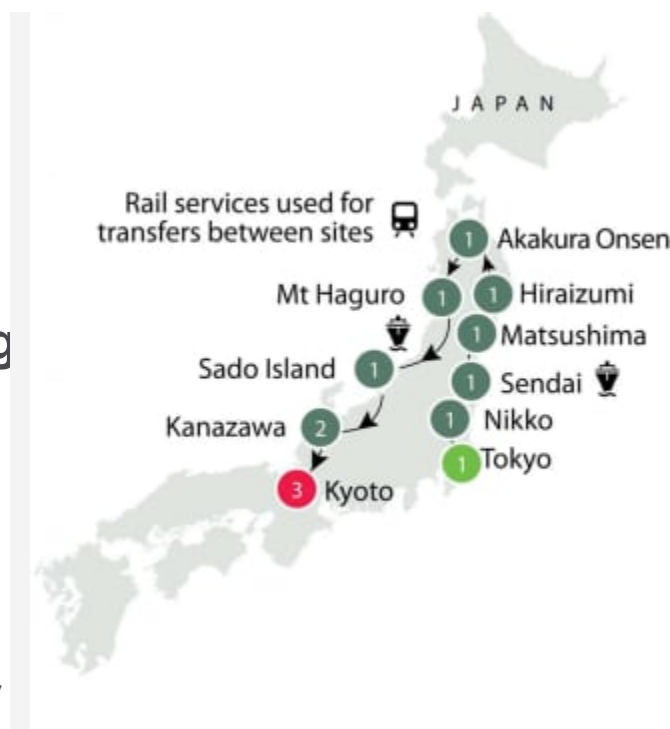 JAPAN
Rail services used for
transfers between sites
1 Akakura Onsen
Mt Haguro 1
1 Hiraizumi
1 Matsushima
Sado Island 1
1 Sendai
Kanazawa 2
1 Nikko
1 Tokyo
3 Kyoto
g